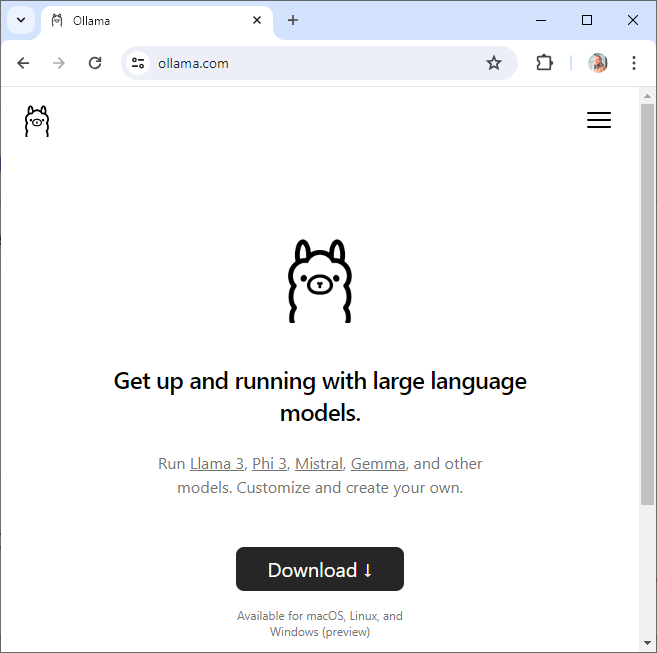 Ollama
ollama.com
Get up and running with large language
models.
Run Llama 3, Phi 3, Mistral, Gemma, and other
models. Customize and create your own.
Download ↓
Available for macOS, Linux, and
Windows (preview)